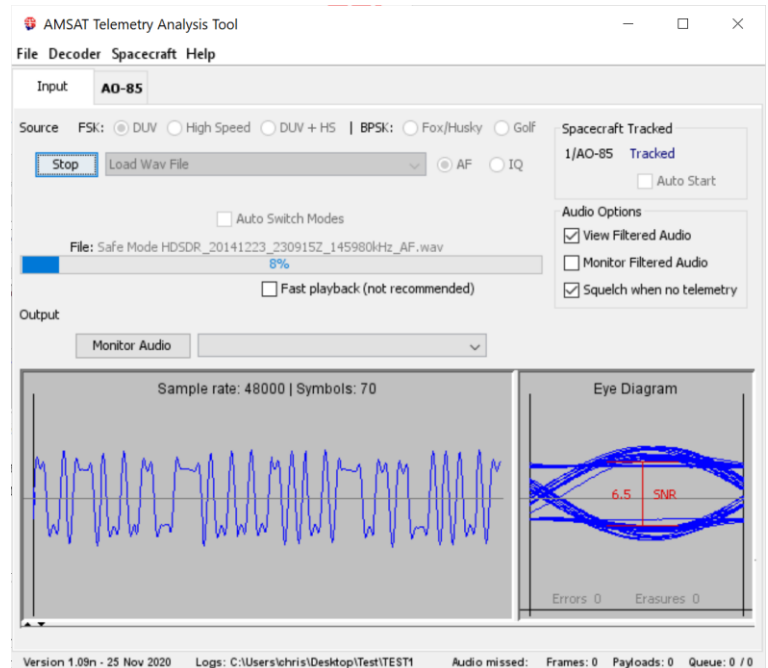 AMSAT Telemetry Analysis Tool
File Decoder Spacecraft Help
Input AO-85
Source FSK: DUV High Speed DUV + HS | BPSK: Fox/Husky Golf
Spacecraft Tracked
1/AO-85 Tracked
Auto Start
Stop Load Wav File AF IQ
Auto Switch Modes
File: Safe Mode HDSDR_20141223_230915Z_145980kHz_AF.wav
8%
Fast playback (not recommended)
Audio Options
View Filtered Audio
Monitor Filtered Audio
Squelch when no telemetry
Output
Monitor Audio
Sample rate: 48000 | Symbols: 70
Eye Diagram
6.5 SNR
Errors 0 Erasures 0
Version 1.09n - 25 Nov 2020 Logs: C:\Users\chris\Desktop\Test\TEST1 Audio missed: Frames: 0 Payloads: 0 Queue: 0 / 0